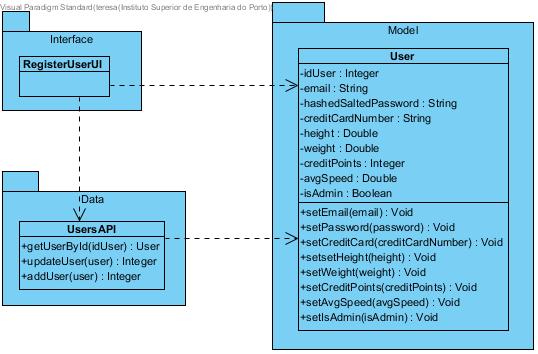 Visual Paradigm Standard(teresa(Instituto Superior de Engenharia do Porto)
Interface
RegisterUserUI
Data
UsersAPI
+getUserById(idUser) : User
+updateUser(user) : Integer
+addUser(user) : Integer
Model
User
-idUser : Integer
-email : String
-hashedSaltedPassword : String
-creditCardNumber : String
-height : Double
-weight : Double
-creditPoints : Integer
-avgSpeed : Double
-isAdmin : Boolean
+setEmail(email) : Void
+setPassword(password) : Void
+setCreditCard(creditCardNumber) : Void
+setsetHeight(height) : Void
+setWeight(weight) : Void
+setCreditPoints(creditPoints) : Void
+setAvgSpeed(avgSpeed) : Void
+setIsAdmin(isAdmin) : Void